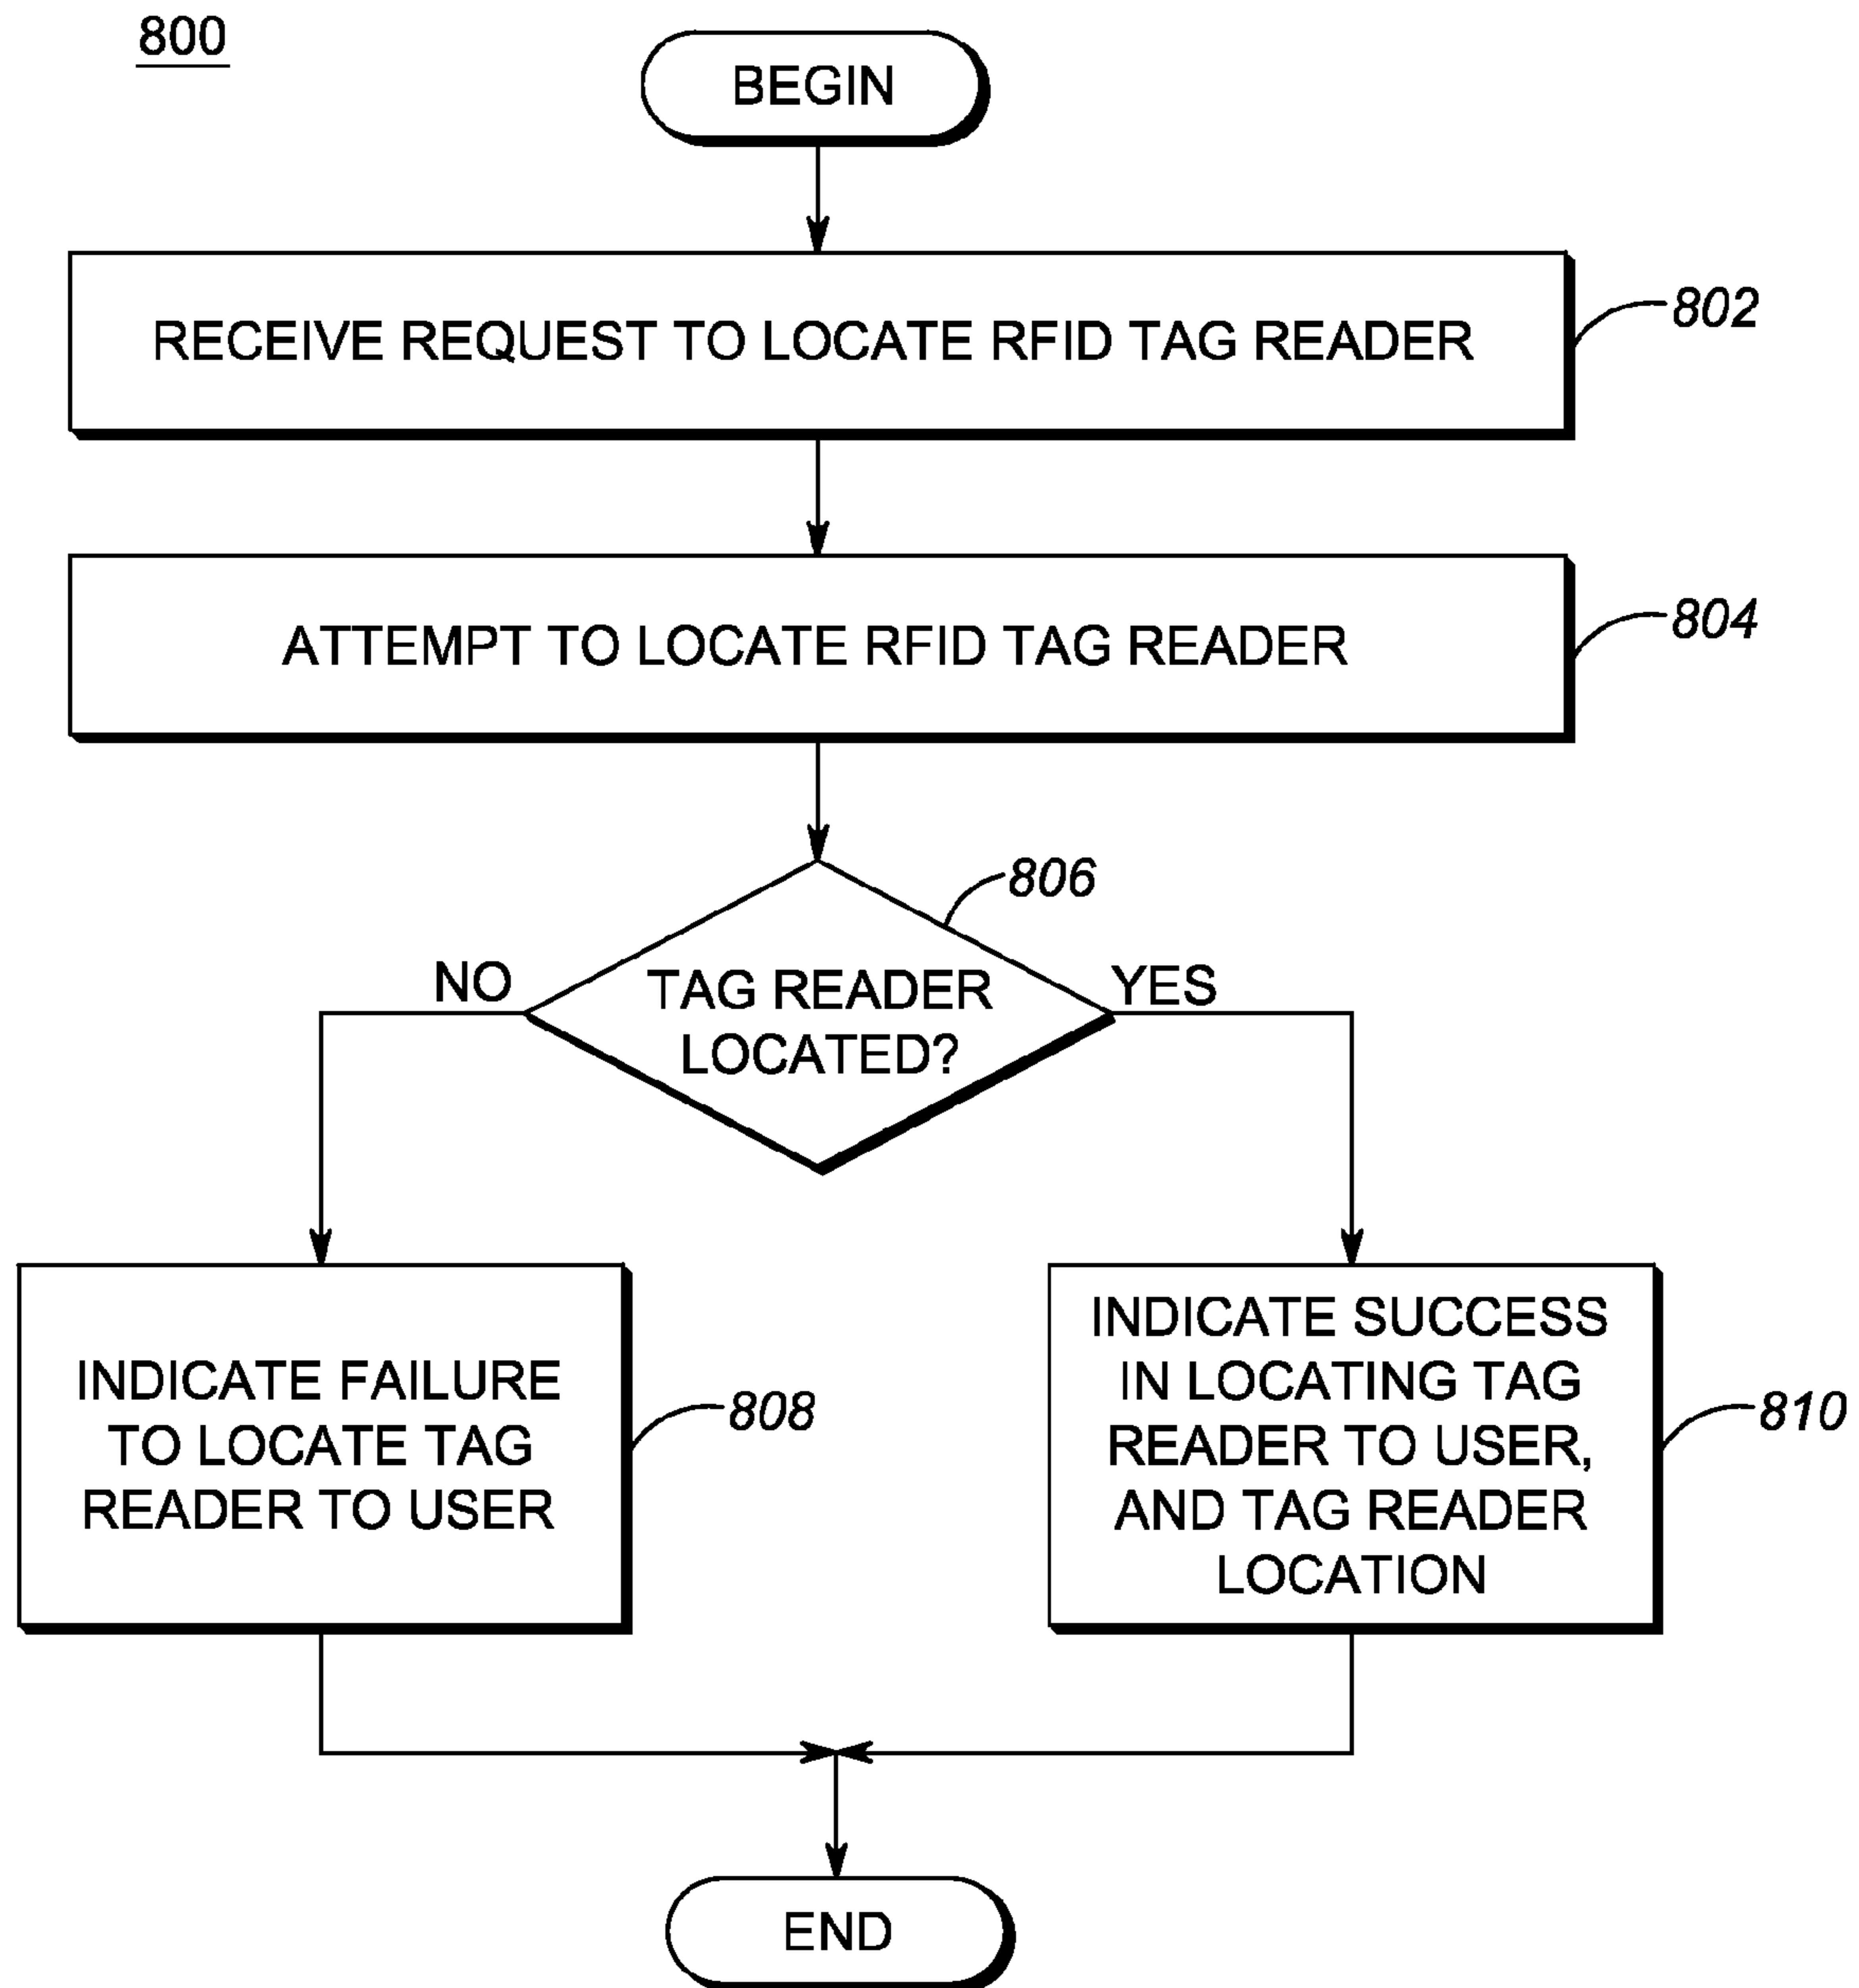 800
BEGIN
RECEIVE REQUEST TO LOCATE RFID TAG READER
802
ATTEMPT TO LOCATE RFID TAG READER
804
806
NO
TAG READER
LOCATED?
YES
INDICATE FAILURE
TO LOCATE TAG
READER TO USER
808
INDICATE SUCCESS
IN LOCATING TAG
READER TO USER,
AND TAG READER
LOCATION
810
END